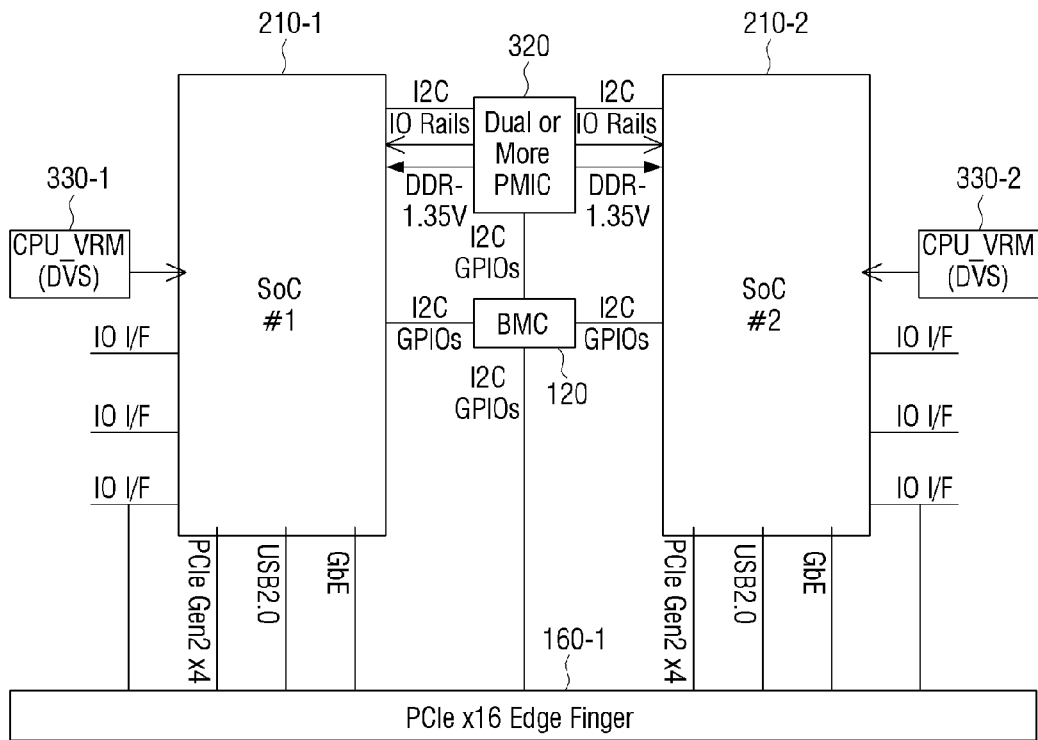 210-1
320
210-2
I2C
IO Rails
DDR-
1.35V
Dual or
More
PMIC
I2C
IO Rails
DDR-
1.35V
330-1
CPU_VRM
(DVS)
330-2
CPU_VRM
(DVS)
I2C
GPIOs
SoC
#1
SoC
#2
I2C
GPIOs
BMC
I2C
GPIOs
120
I2C
GPIOs
IO I/F
IO I/F
IO I/F
IO I/F
IO I/F
IO I/F
PCIe Gen2 x4
USB2.0
GbE
PCIe Gen2 x4
USB2.0
GbE
160-1
PCIe x16 Edge Finger